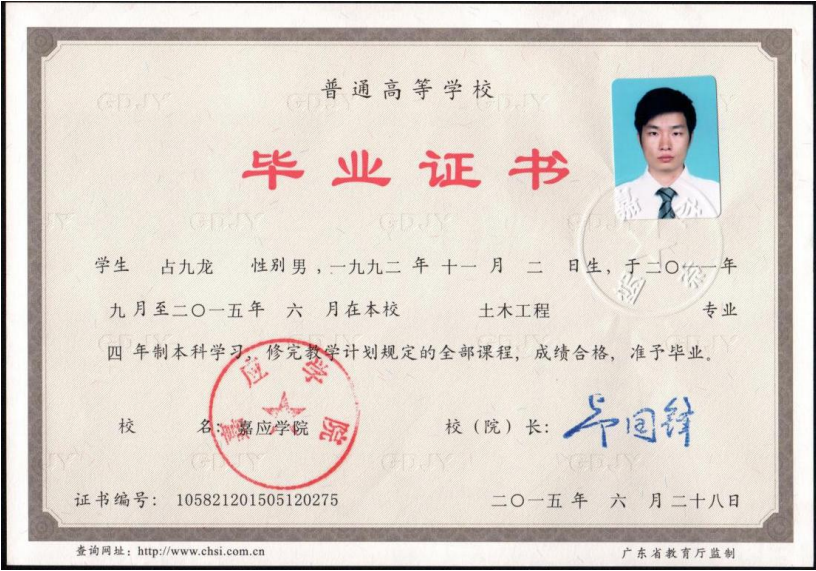 普通高等学校
毕业证书
学生 占九龙 性别 男，一九九二 年 十一 月 二 日生，于二〇一一年
九 月至二〇一五年 六 月在本校 土木工程 专业
四 年制本科学习，修完教学计划规定的全部课程，成绩合格，准予毕业。
校 名：嘉应学院 校（院）长：
嘉应学院
证书编号： 105821201505120275 二〇一五 年 六 月二十八日
查询网址：http://www.chsi.com.cn 广东省教育厅监制
GDJY